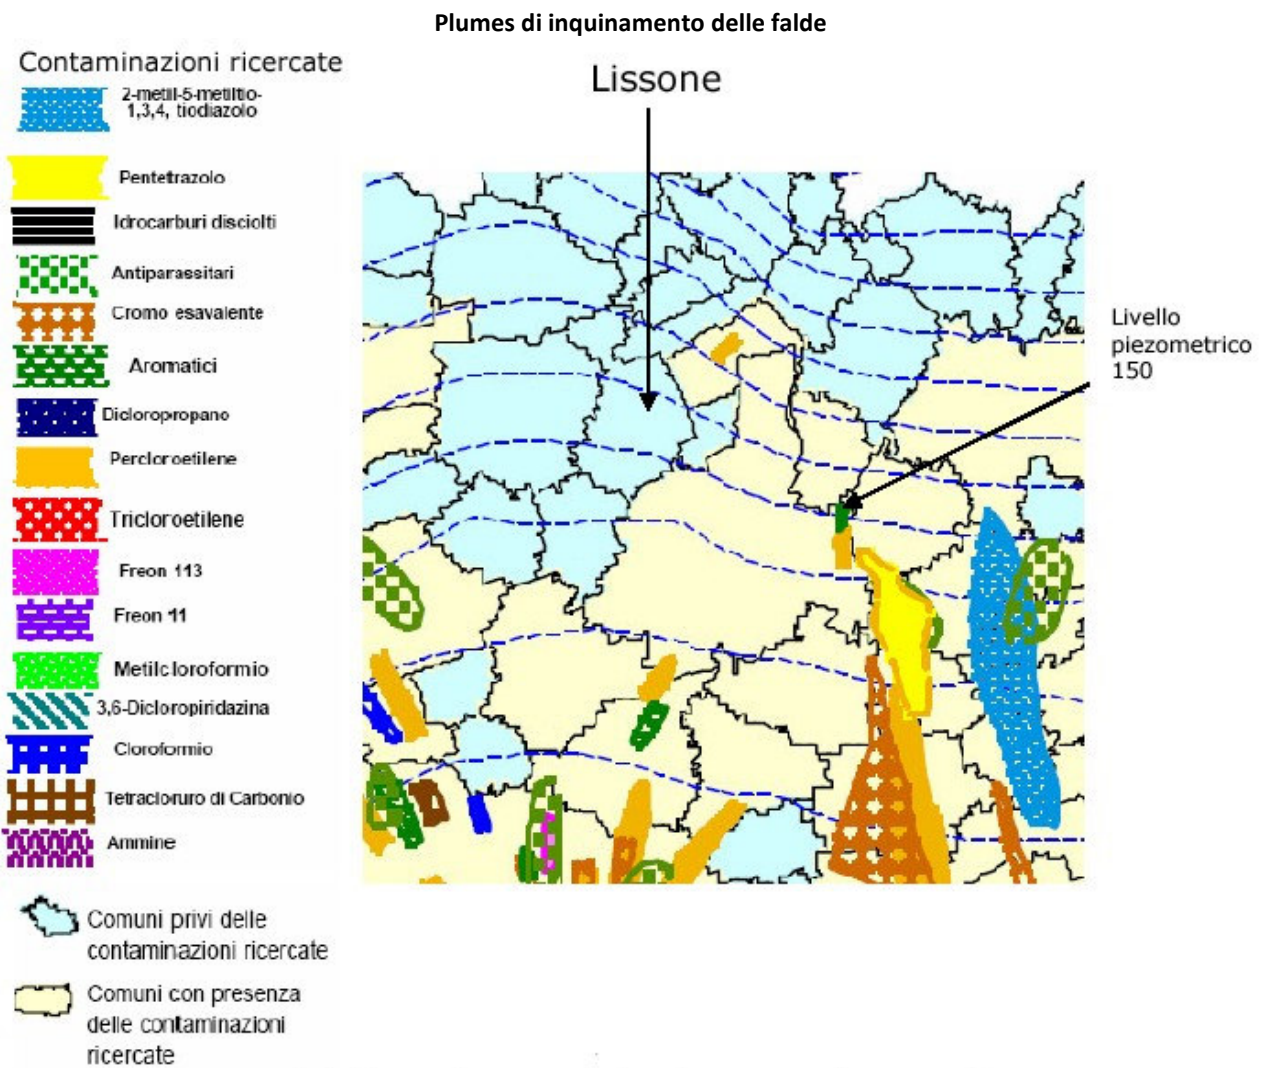 Plumes di inquinamento delle falde
Contaminazioni ricercate
Lissone
2-metil-5-metiltio-
1,3,4, tiodiazolo
Pentetrazolo
Idrocarburi disciolti
Antiparassitari
Cromo esavalente
Aromatici
Dicloropropano
Percloroetilene
Tricloroetilene
Freon 113
Freon 11
Metilcloroformio
3,6-Dicloropiridazina
Cloroformio
Tetracloruro di Carbonio
Ammine
Livello
piezometrico
150
Comuni privi delle
contaminazioni ricercate
Comuni con presenza
delle contaminazioni
ricercate